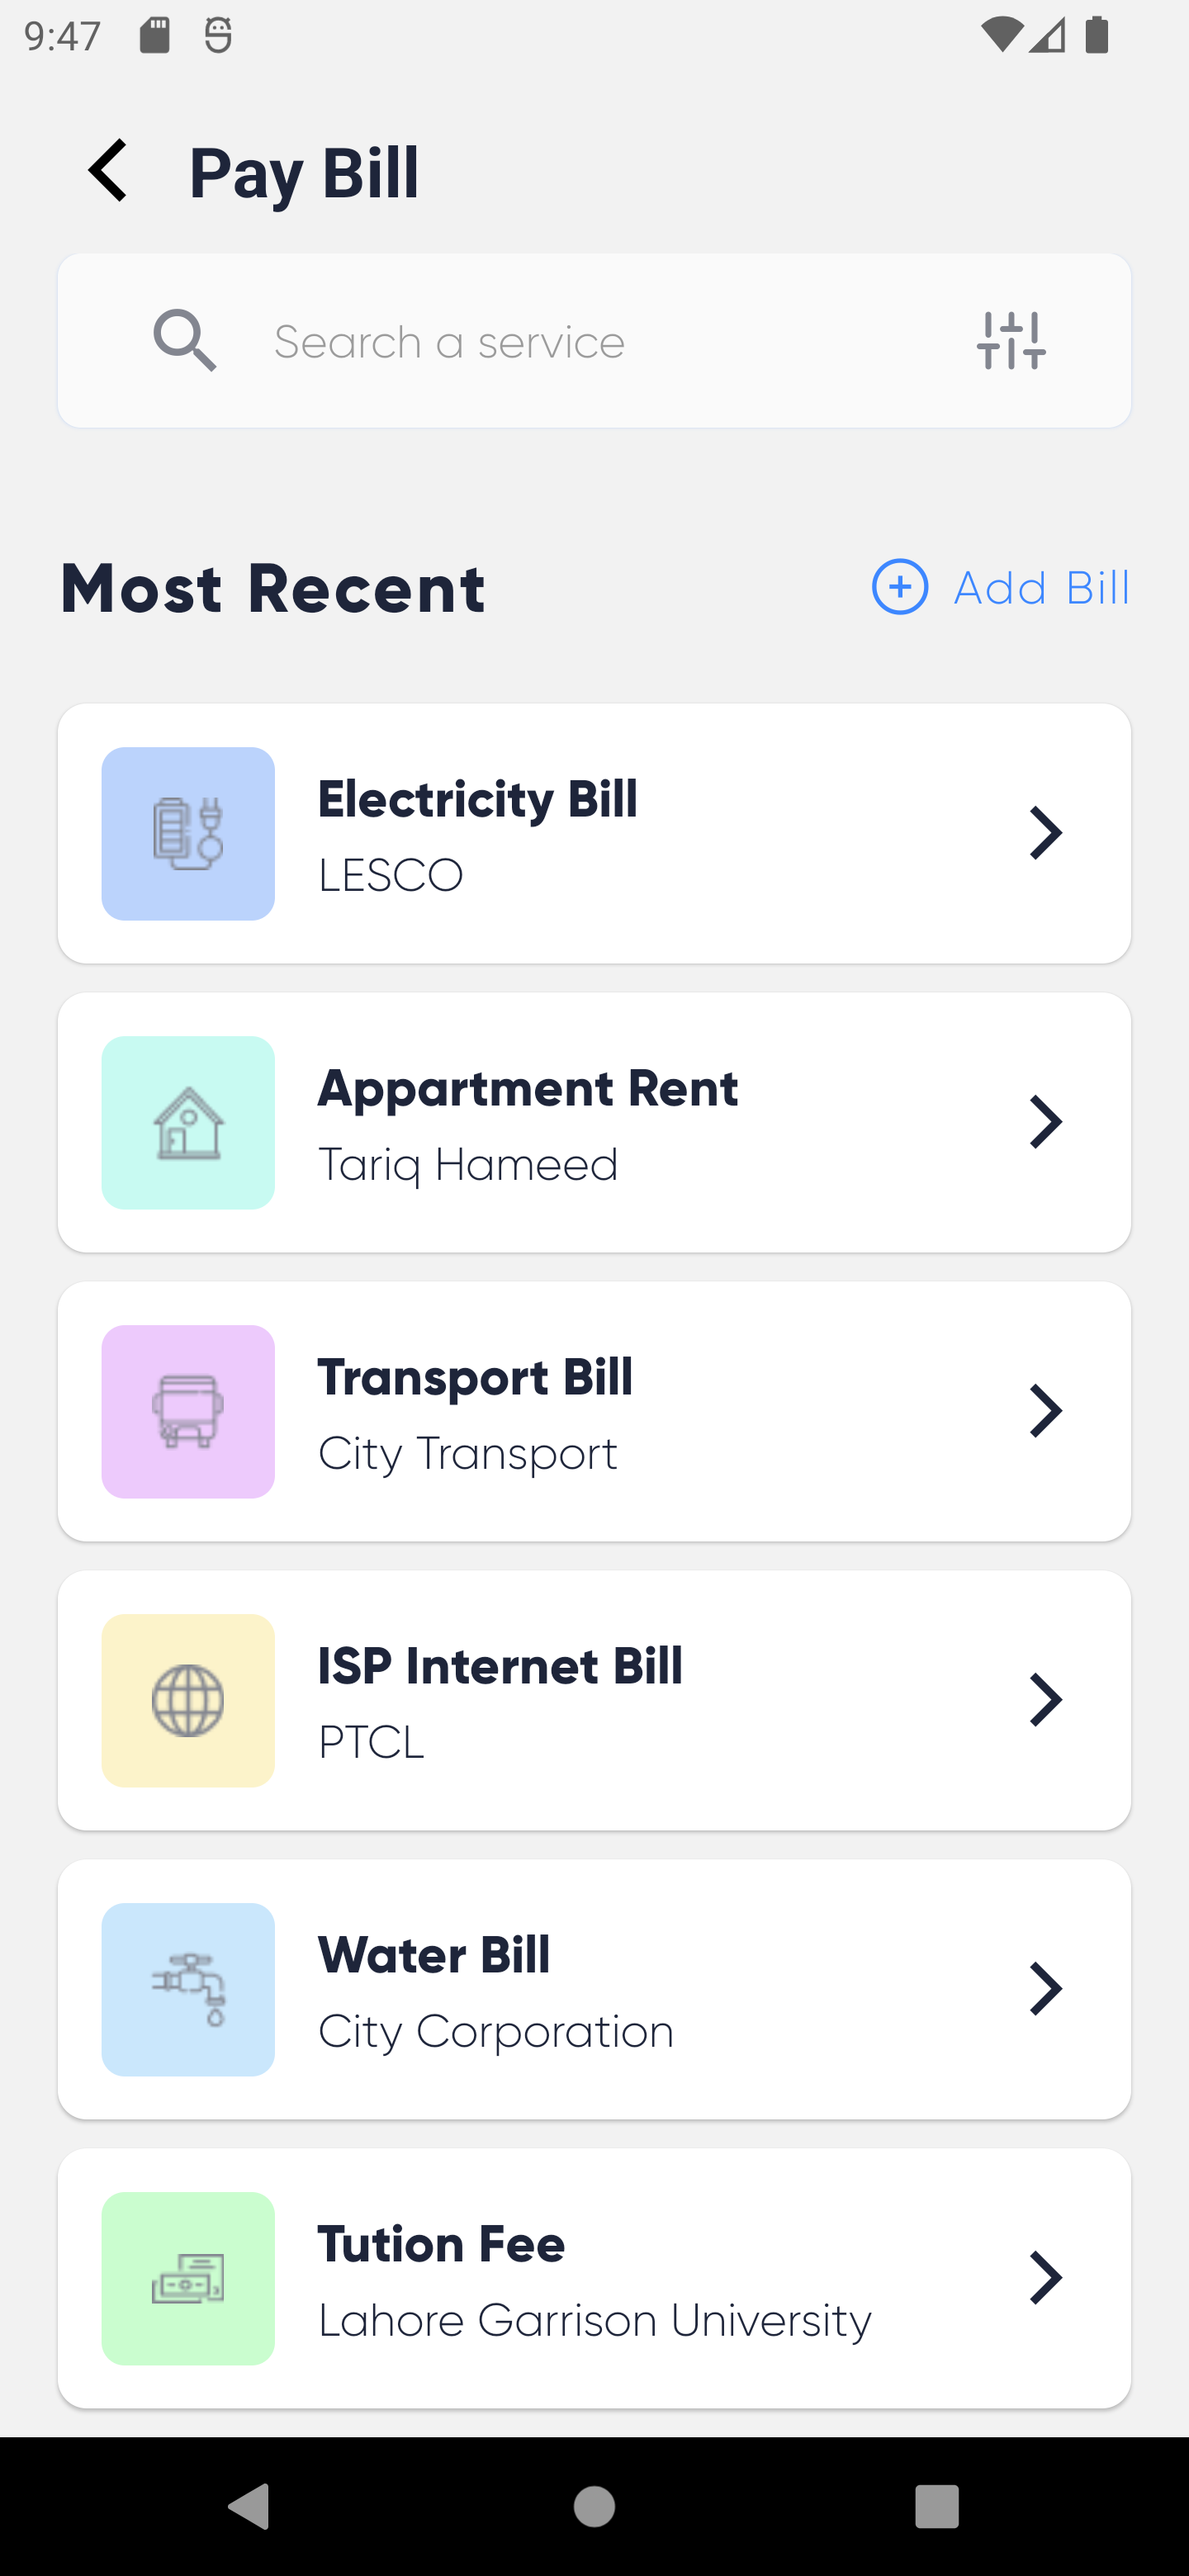 9:47
Pay Bill
Search a service
Most Recent
Add Bill
Electricity Bill
LESCO
Appartment Rent
Tariq Hameed
Transport Bill
City Transport
ISP Internet Bill
PTCL
Water Bill
City Corporation
Tution Fee
Lahore Garrison University